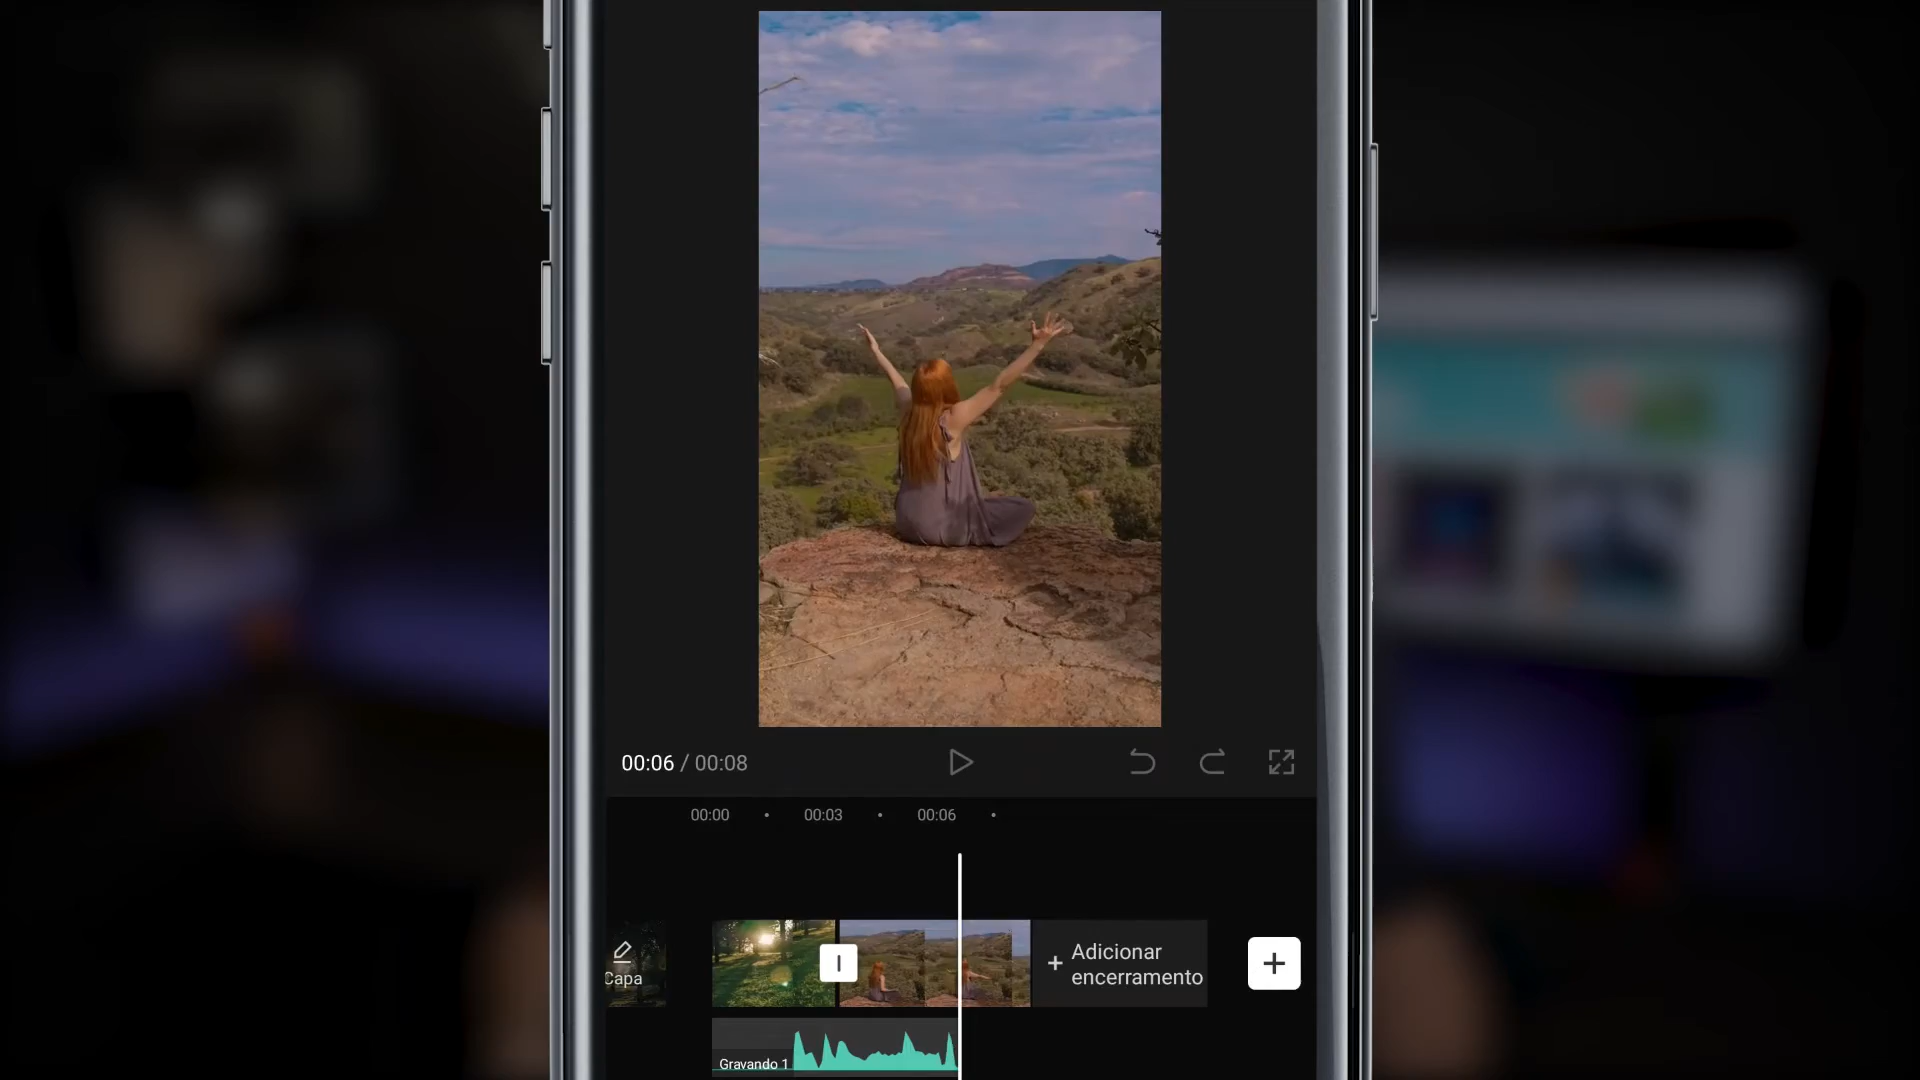 00:06 / 00:08
00:00
00:03
00:06
Capa
+ Adicionar
encerramento
+
Gravando 1